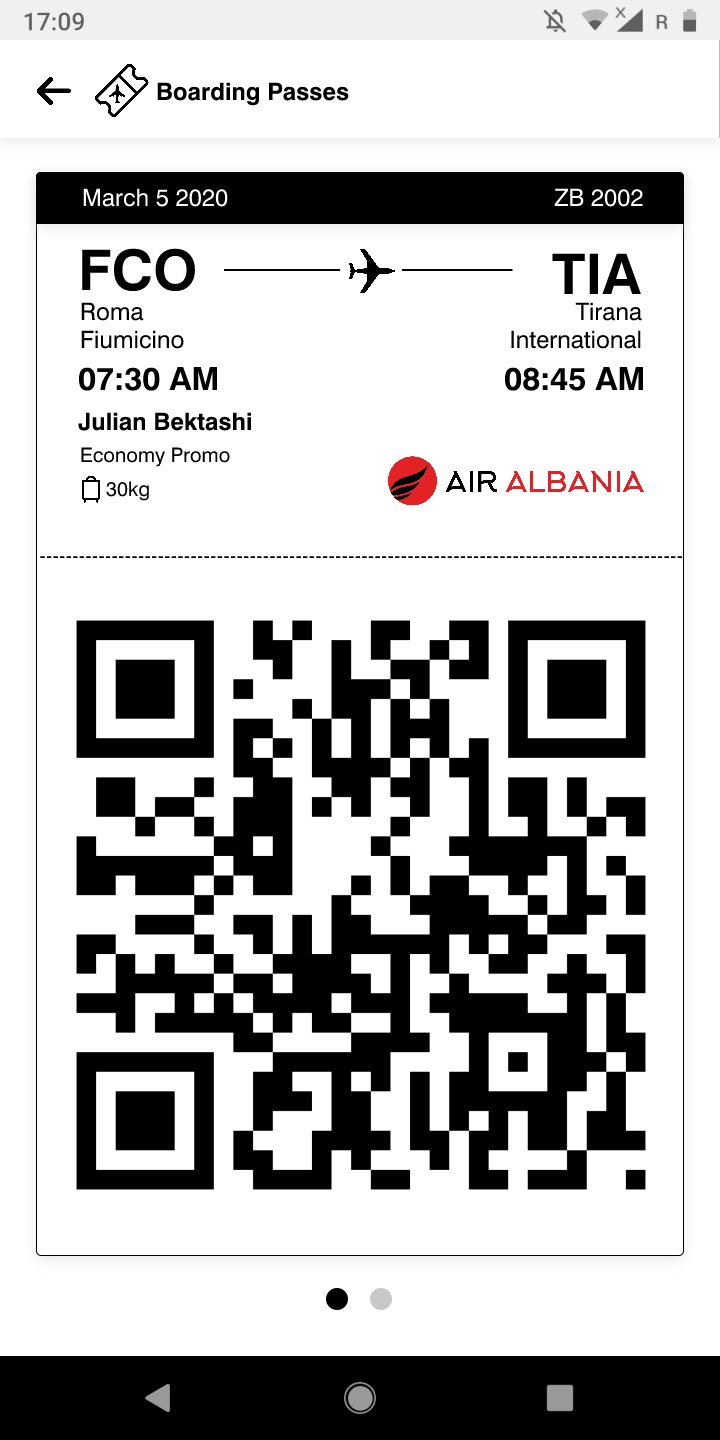 17:09
X
R
Boarding Passes
March 5 2020 ZB 2002
FCO TIA
Roma Tirana
Fiumicino International
07:30 AM 08:45 AM
Julian Bektashi
Economy Promo
30kg
AIR ALBANIA